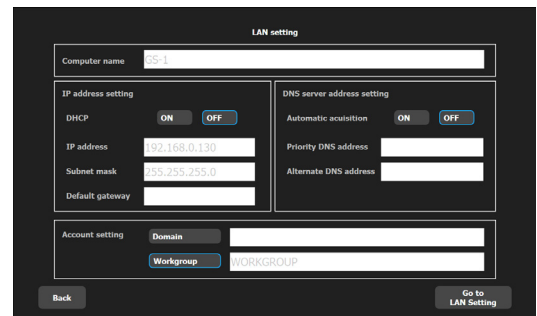 LAN setting
Computer name GS-1
IP address setting
DHCP ON OFF
IP address 192.168.0.130
Subnet mask 255.255.255.0
Default gateway
DNS server address setting
Automatic acuisition ON OFF
Priority DNS address
Alternate DNS address
Account setting Domain
Workgroup WORKGROUP
Back
Go to
LAN Setting